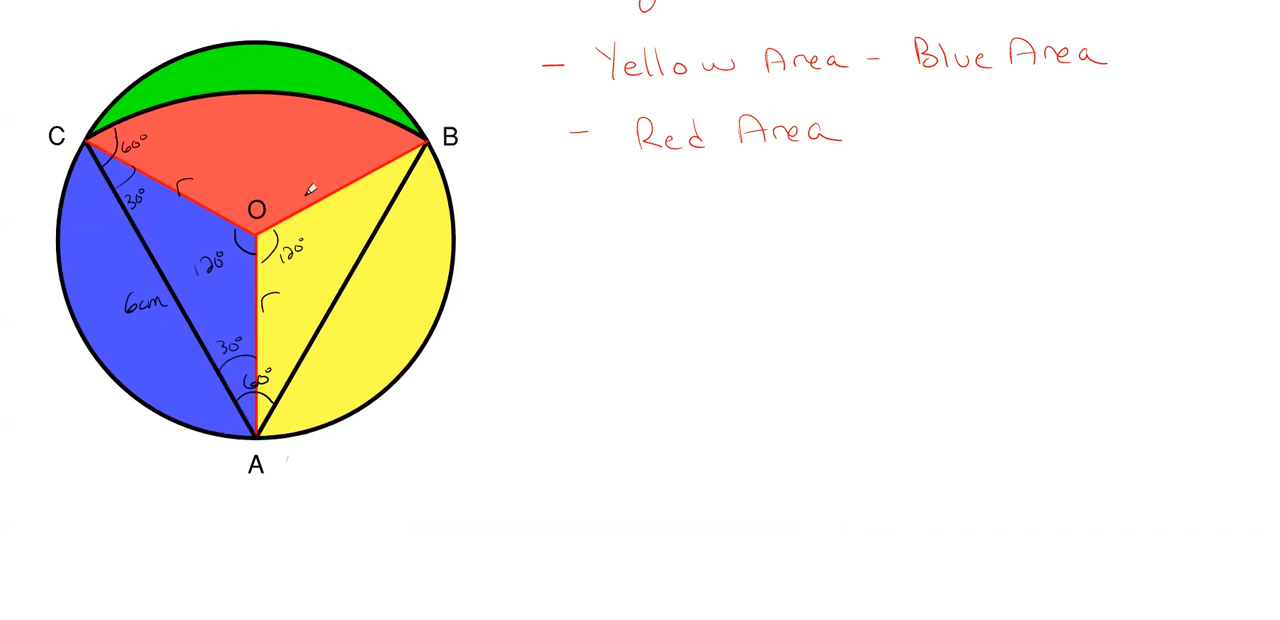 - Yellow Area - Blue Area
- Red Area
C
B
60°
30°
r
O
120°
120°
6cm
r
30°
60°
A